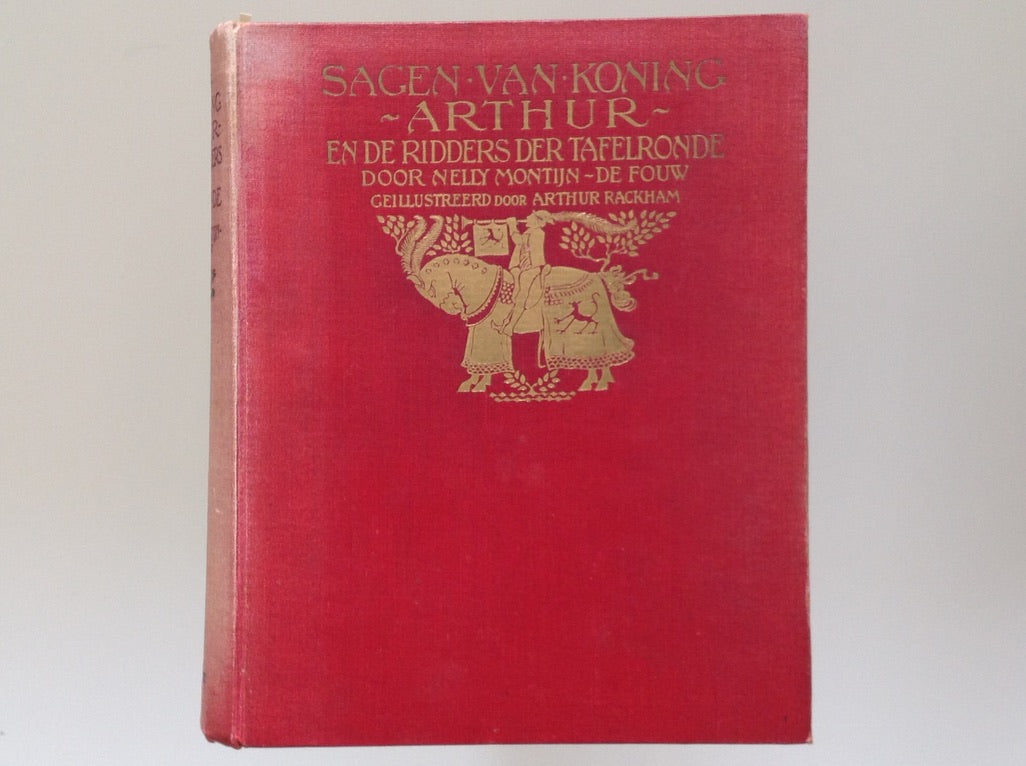 SAGEN·VAN·KONING
~ARTHUR~
EN DE RIDDERS DER TAFELRONDE
DOOR NELLY MONTIJN-DE FOUW
GEILLUSTREERD DOOR ARTHUR RACKHAM